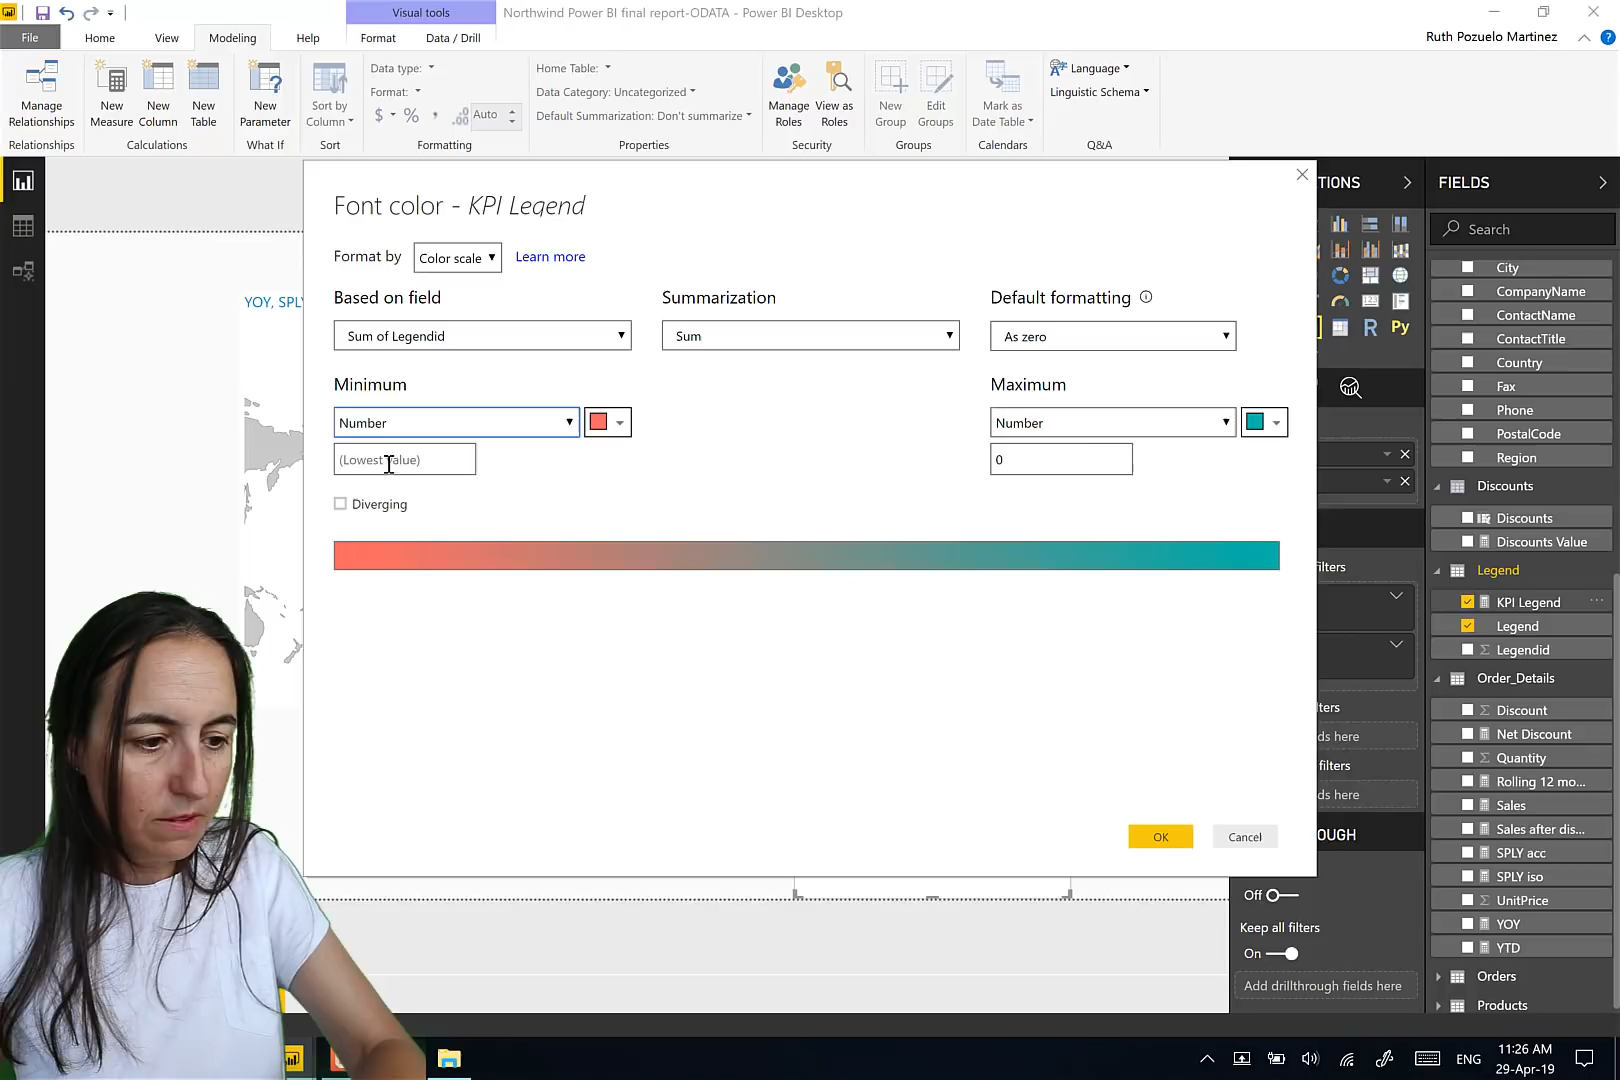 Visual tools
Northwind Power BI final report-ODATA - Power BI Desktop
File
Home
View
Modeling
Help
Format
Data / Drill
Ruth Pozuelo Martinez
Manage Relationships
Relationships
New Measure
New Column
New Table
Calculations
New Parameter
What If
Sort by Column
Sort
Data type:
Format:
$ % , .00 Auto
Formatting
Home Table:
Data Category: Uncategorized
Default Summarization: Don't summarize
Properties
Manage Roles
View as Roles
Security
New Group
Edit Groups
Groups
Mark as Date Table
Calendars
Language
Linguistic Schema
Q&A
YOY, SPLY
Font color - KPI Legend
Format by
Color scale
Learn more
Based on field
Summarization
Default formatting
Sum of Legendid
Sum
As zero
Minimum
Maximum
Number
Number
(Lowest value)
0
Diverging
OK
Cancel
TIONS
R
Py
ilters
lters
ds here
filters
ds here
OUGH
Off
Keep all filters
On
Add drillthrough fields here
FIELDS
Search
City
CompanyName
ContactName
ContactTitle
Country
Fax
Phone
PostalCode
Region
Discounts
Discounts
Discounts Value
Legend
KPI Legend
Legend
Legendid
Order_Details
Discount
Net Discount
Quantity
Rolling 12 mo...
Sales
Sales after dis...
SPLY acc
SPLY iso
UnitPrice
YOY
YTD
Orders
Products
ENG
11:26 AM
29-Apr-19